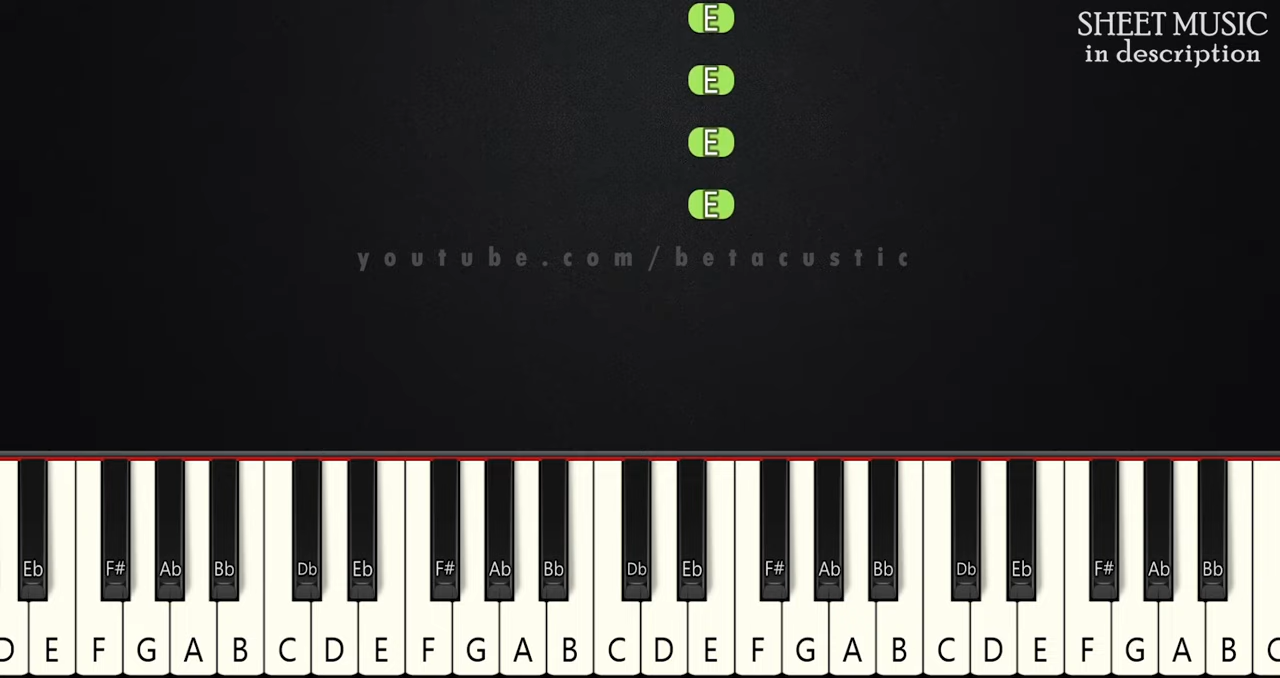 E
SHEET MUSIC
in description
E
E
E
youtube.com/betacustic
Eb F# Ab Bb Db Eb F# Ab Bb Db Eb F# Ab Bb Db Eb F# Ab Bb
D E F G A B C D E F G A B C D E F G A B C D E F G A B C